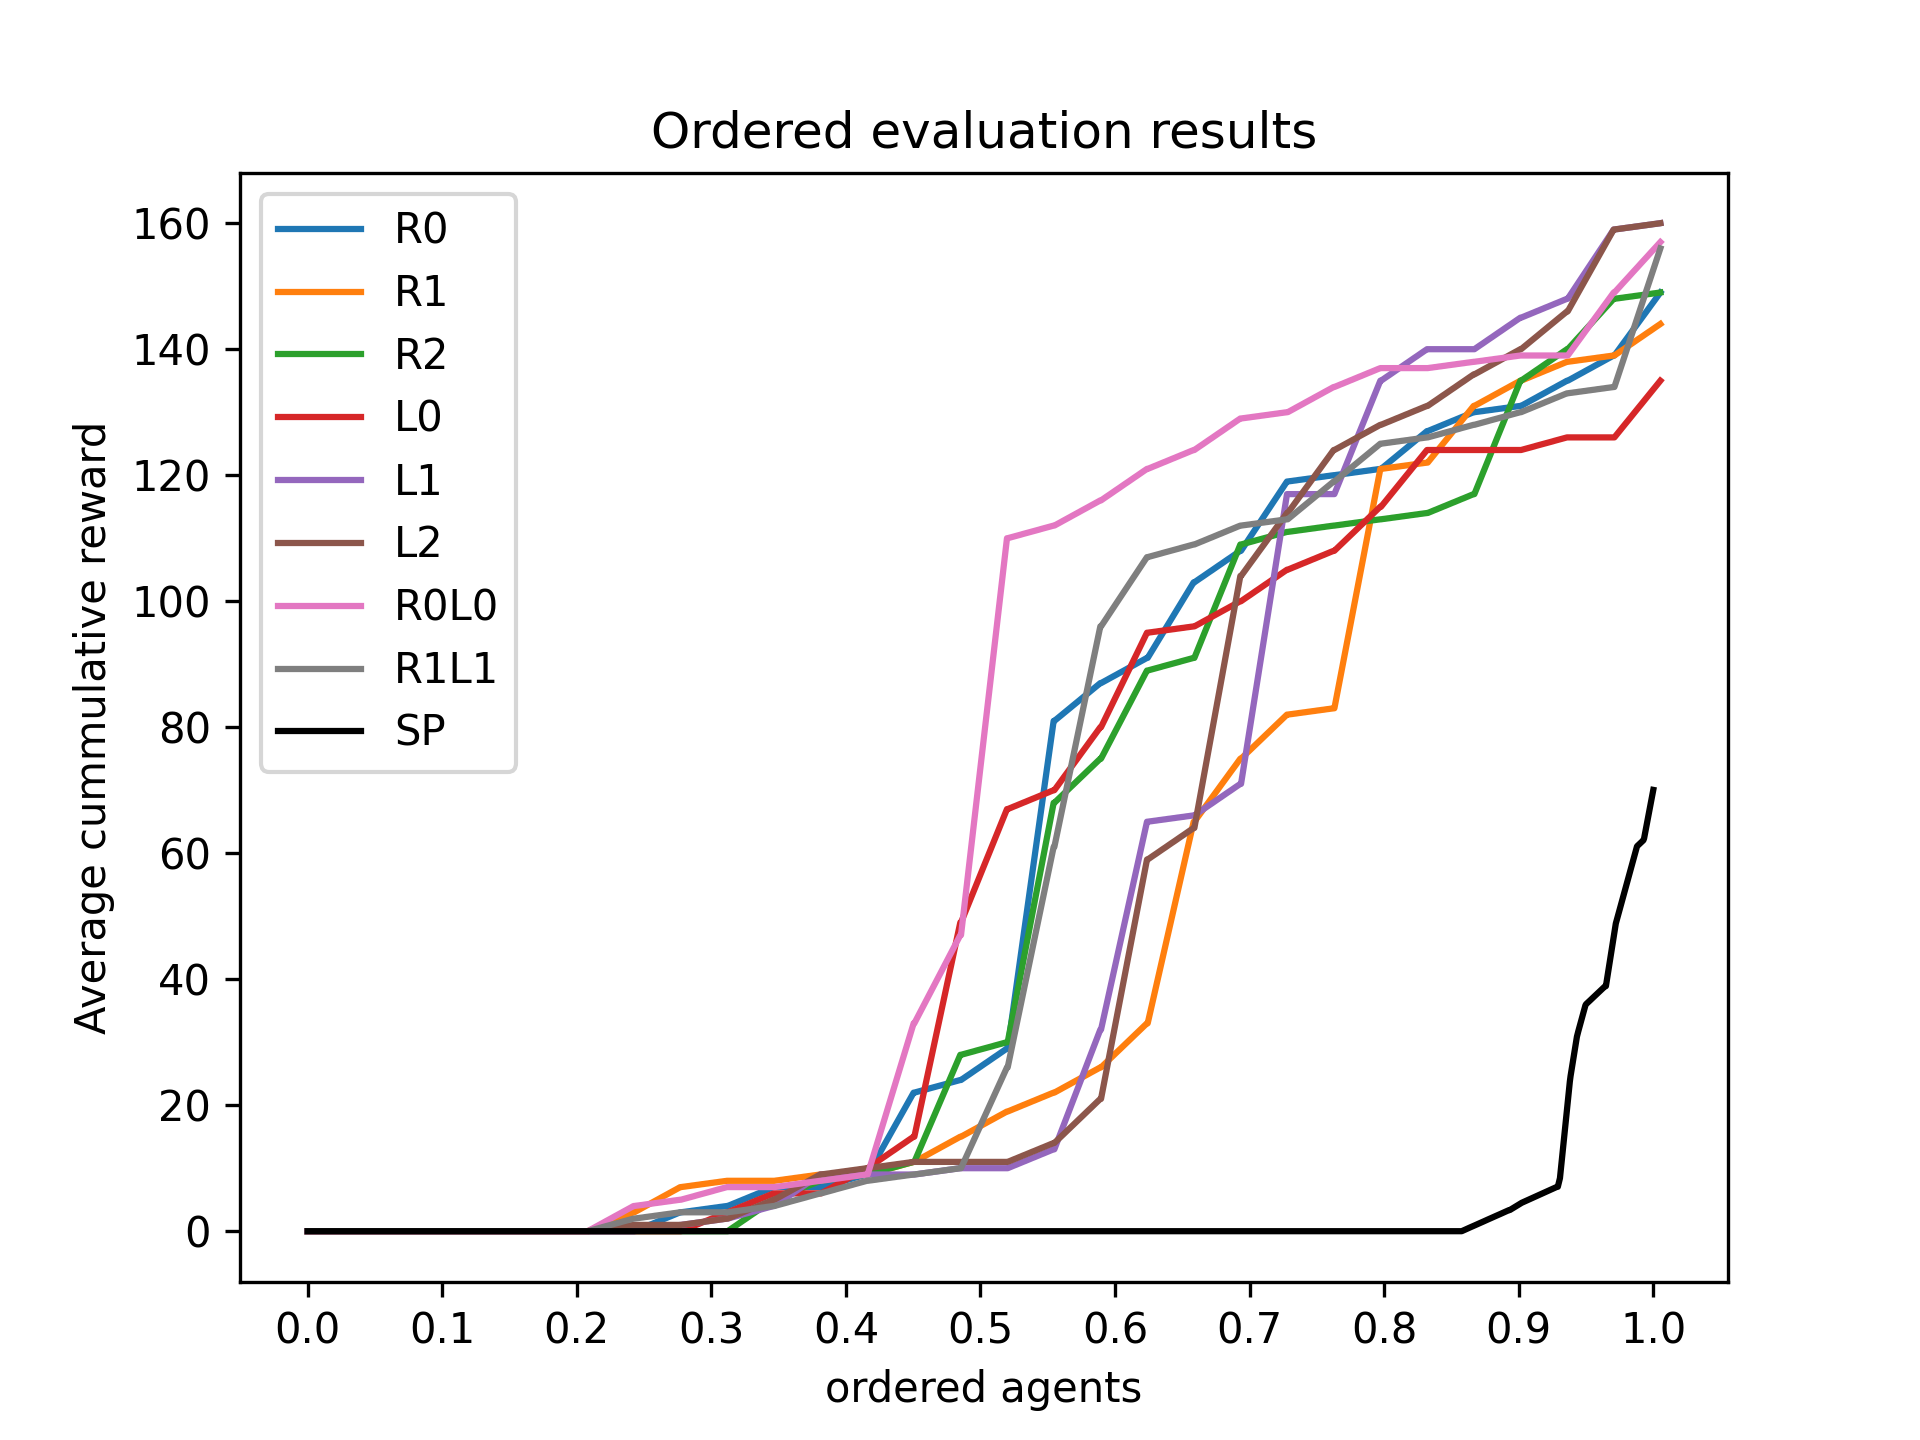 Ordered evaluation results
Average cummulative reward
160
140
120
100
80
60
40
20
0
R0
R1
R2
L0
L1
L2
R0L0
R1L1
SP
0.0 0.1 0.2 0.3 0.4 0.5 0.6 0.7 0.8 0.9 1.0
ordered agents